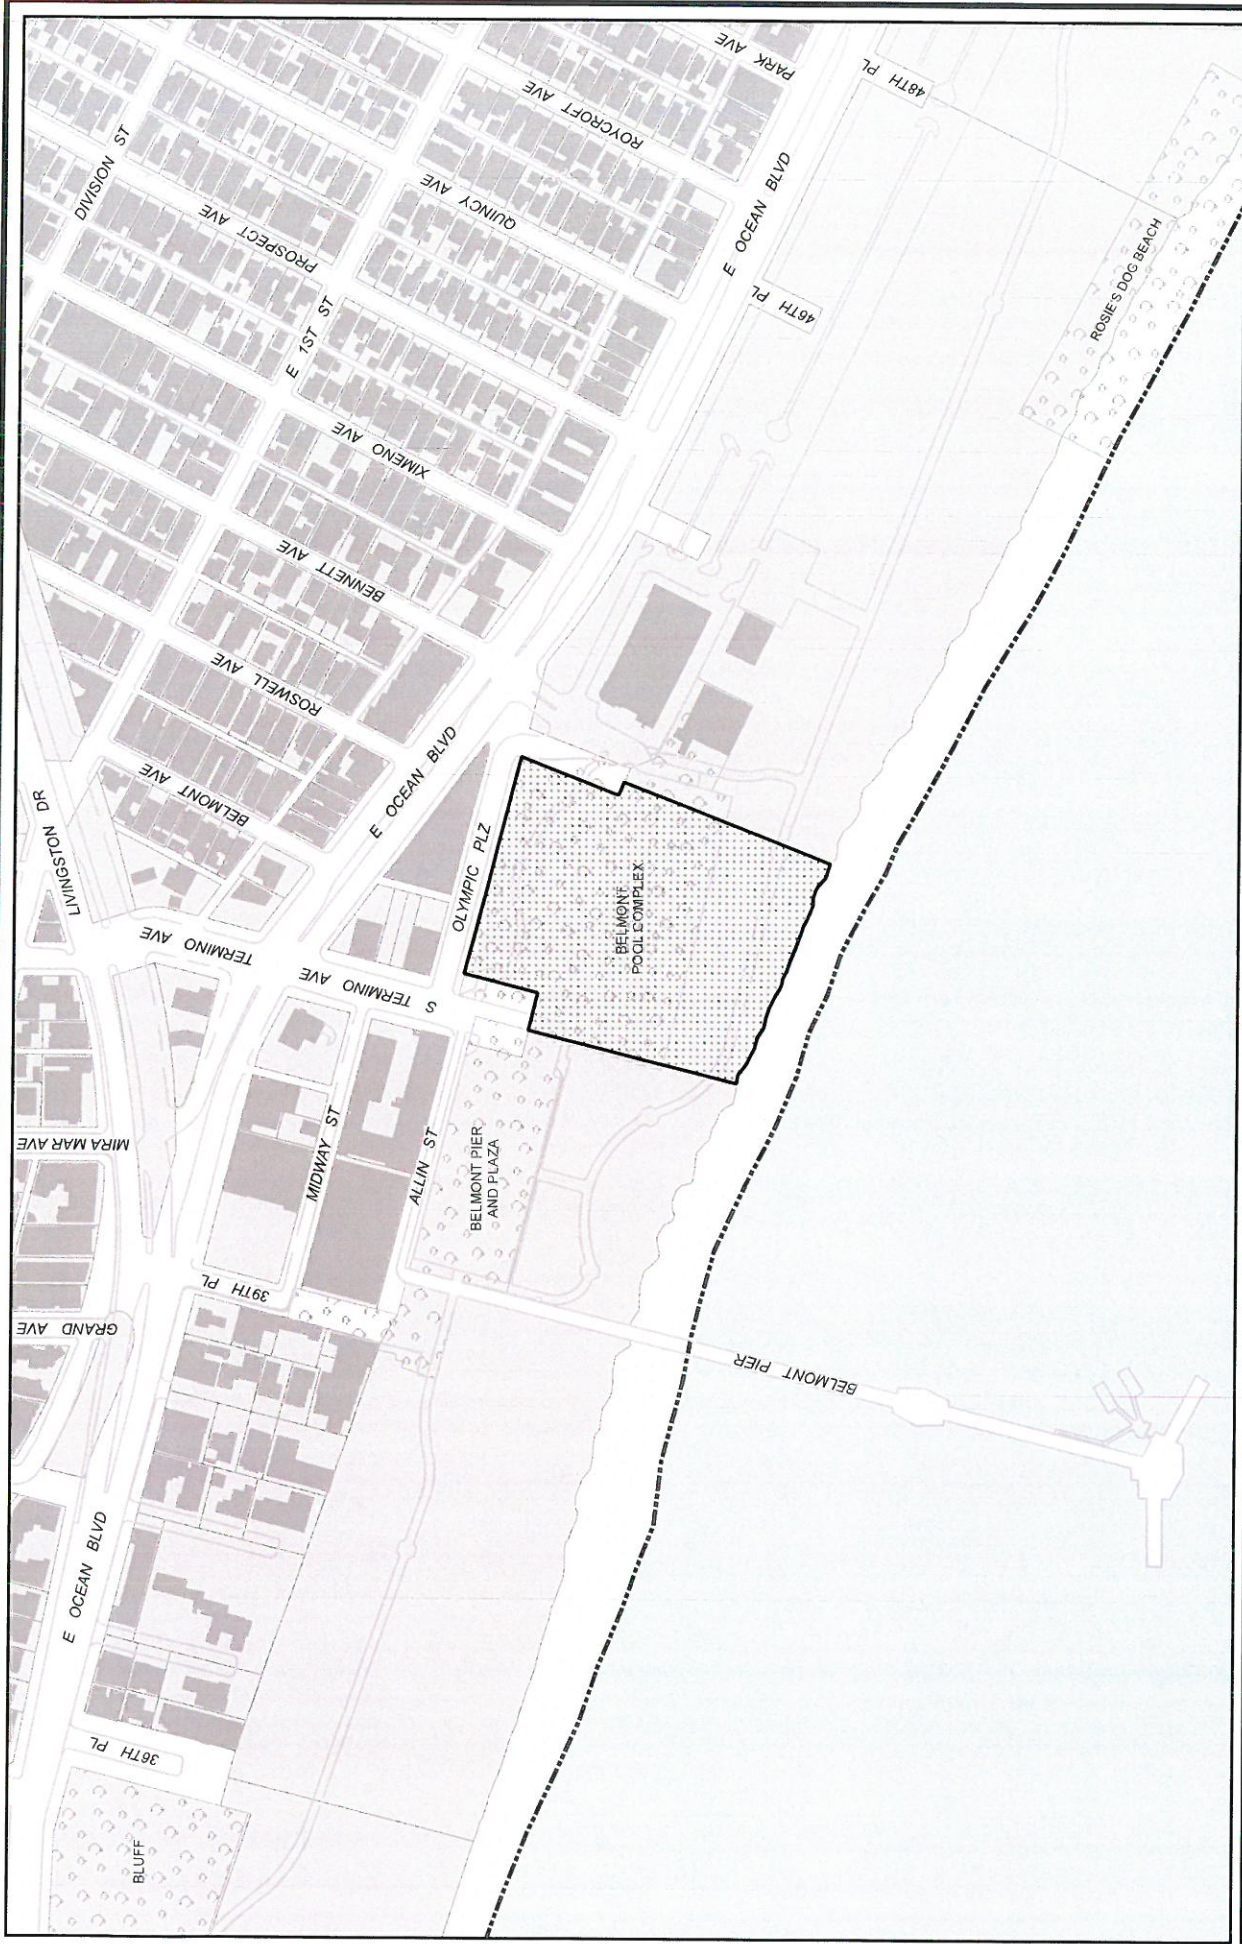 PARK AVE
48TH PL
ROYCROFT AVE
DIVISION ST
QUINCY AVE
E OCEAN BLVD
PROSPECT AVE
ROSIE'S DOG BEACH
46TH PL
E 1ST ST
XIMENO AVE
BENNETT AVE
ROSWELL AVE
E OCEAN BLVD
BELMONT AVE
LIVINGSTON DR
OLYMPIC PLZ
BELMONT
POOL COMPLEX
TERMINO AVE
S TERMINO AVE
MIRA MAR AVE
MIDWAY ST
ALLIN ST
BELMONT PIER
AND PLAZA
39TH PL
GRAND AVE
BELMONT PIER
E OCEAN BLVD
36TH PL
BLUFF